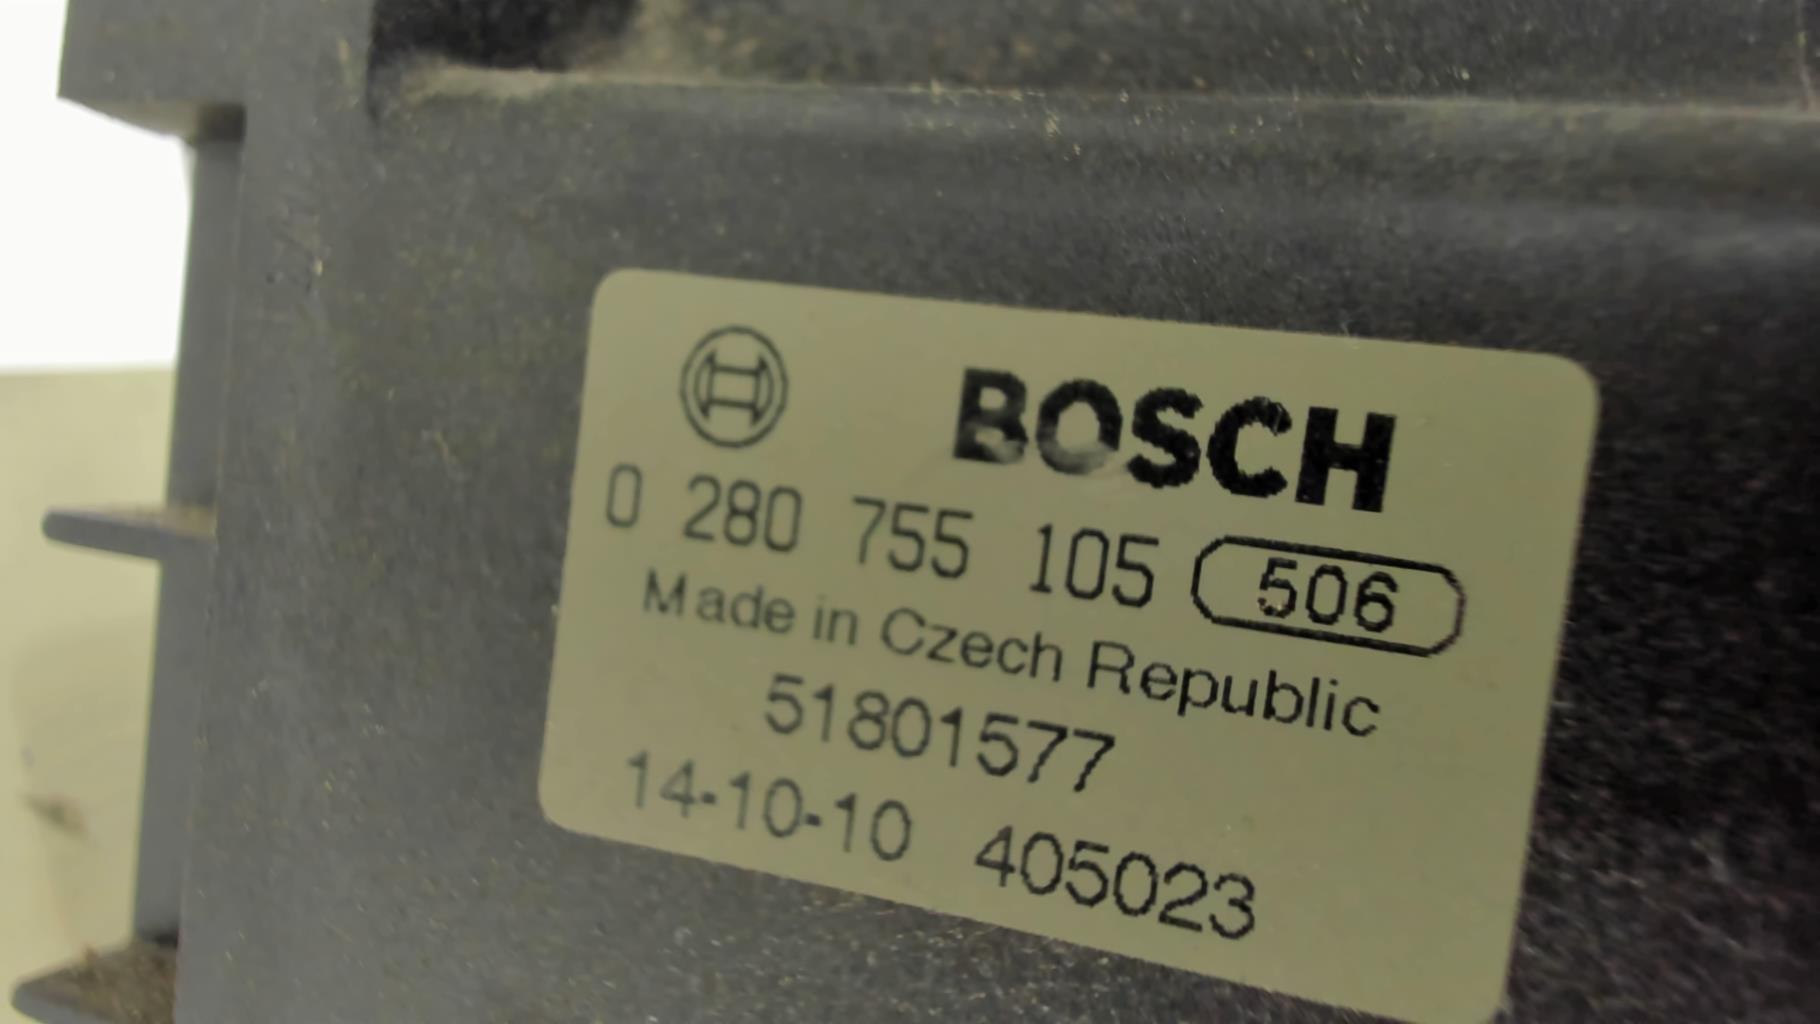 BOSCH
0 280 755 105 506
Made in Czech Republic
51801577
14-10-10 405023